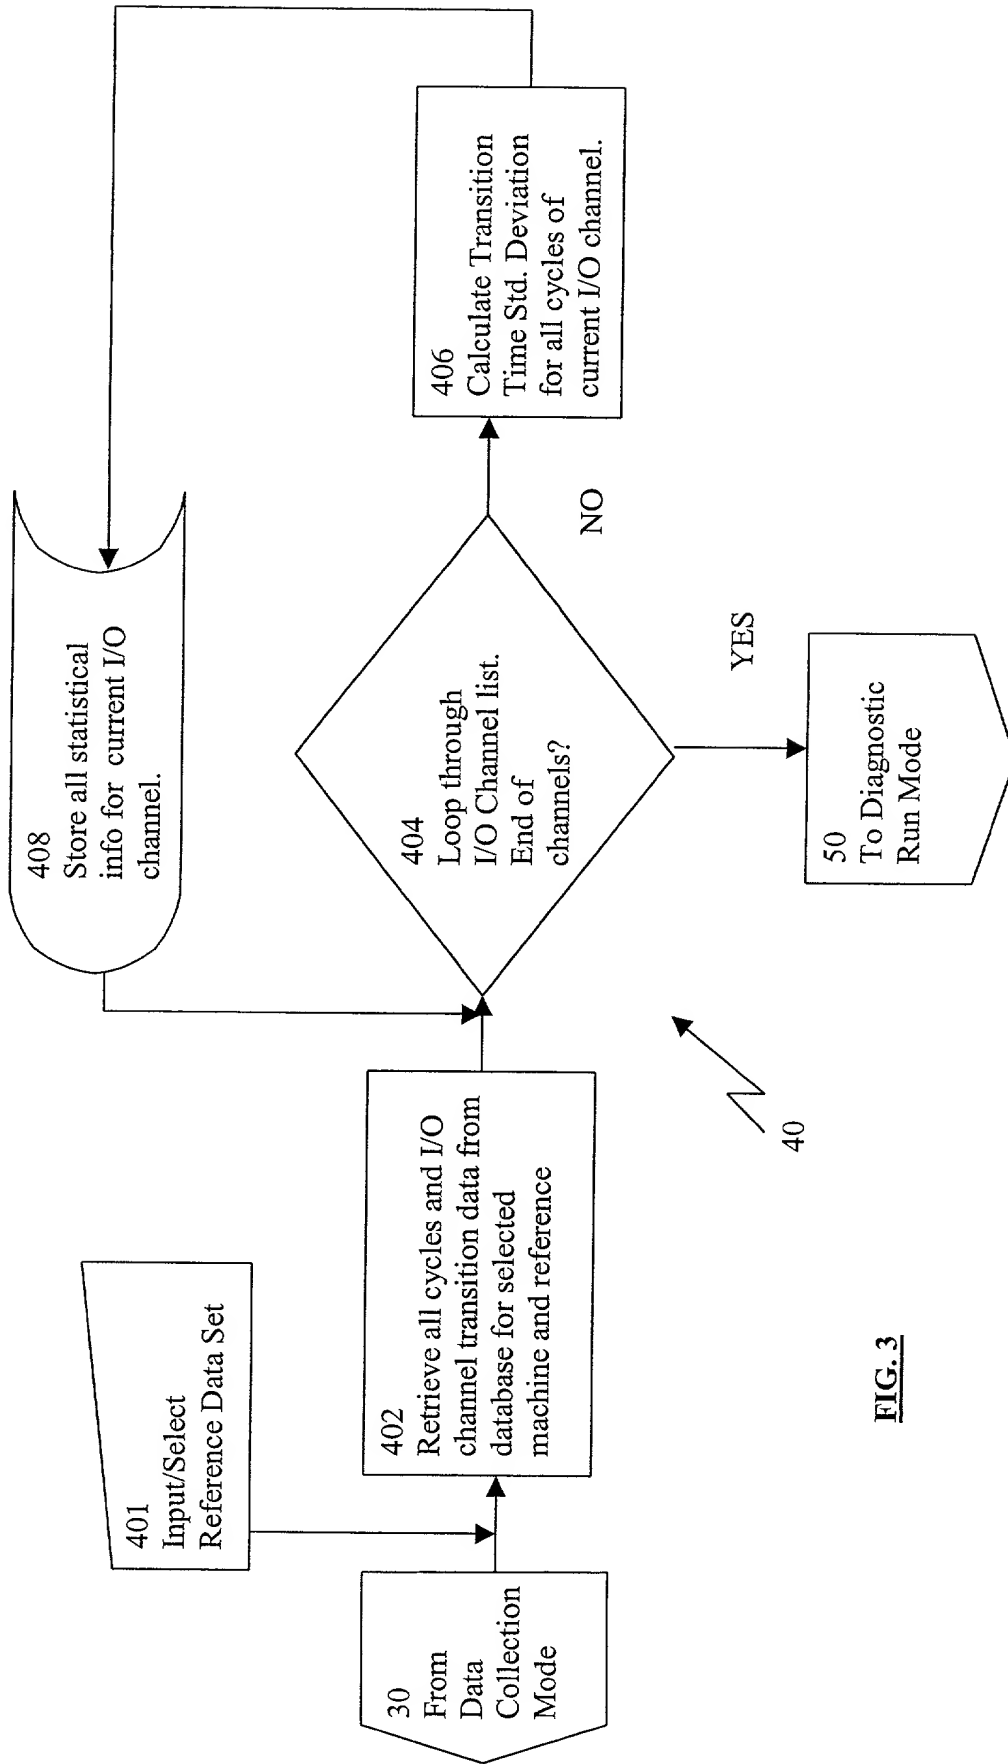 30
From
Data
Collection
Mode
401
Input/Select
Reference Data Set
402
Retrieve all cycles and I/O
channel transition data from
database for selected
machine and reference
404
Loop through
I/O Channel list.
End of
channels?
NO
406
Calculate Transition
Time Std. Deviation
for all cycles of
current I/O channel.
408
Store all statistical
info for current I/O
channel.
YES
50
To Diagnostic
Run Mode
40
FIG. 3